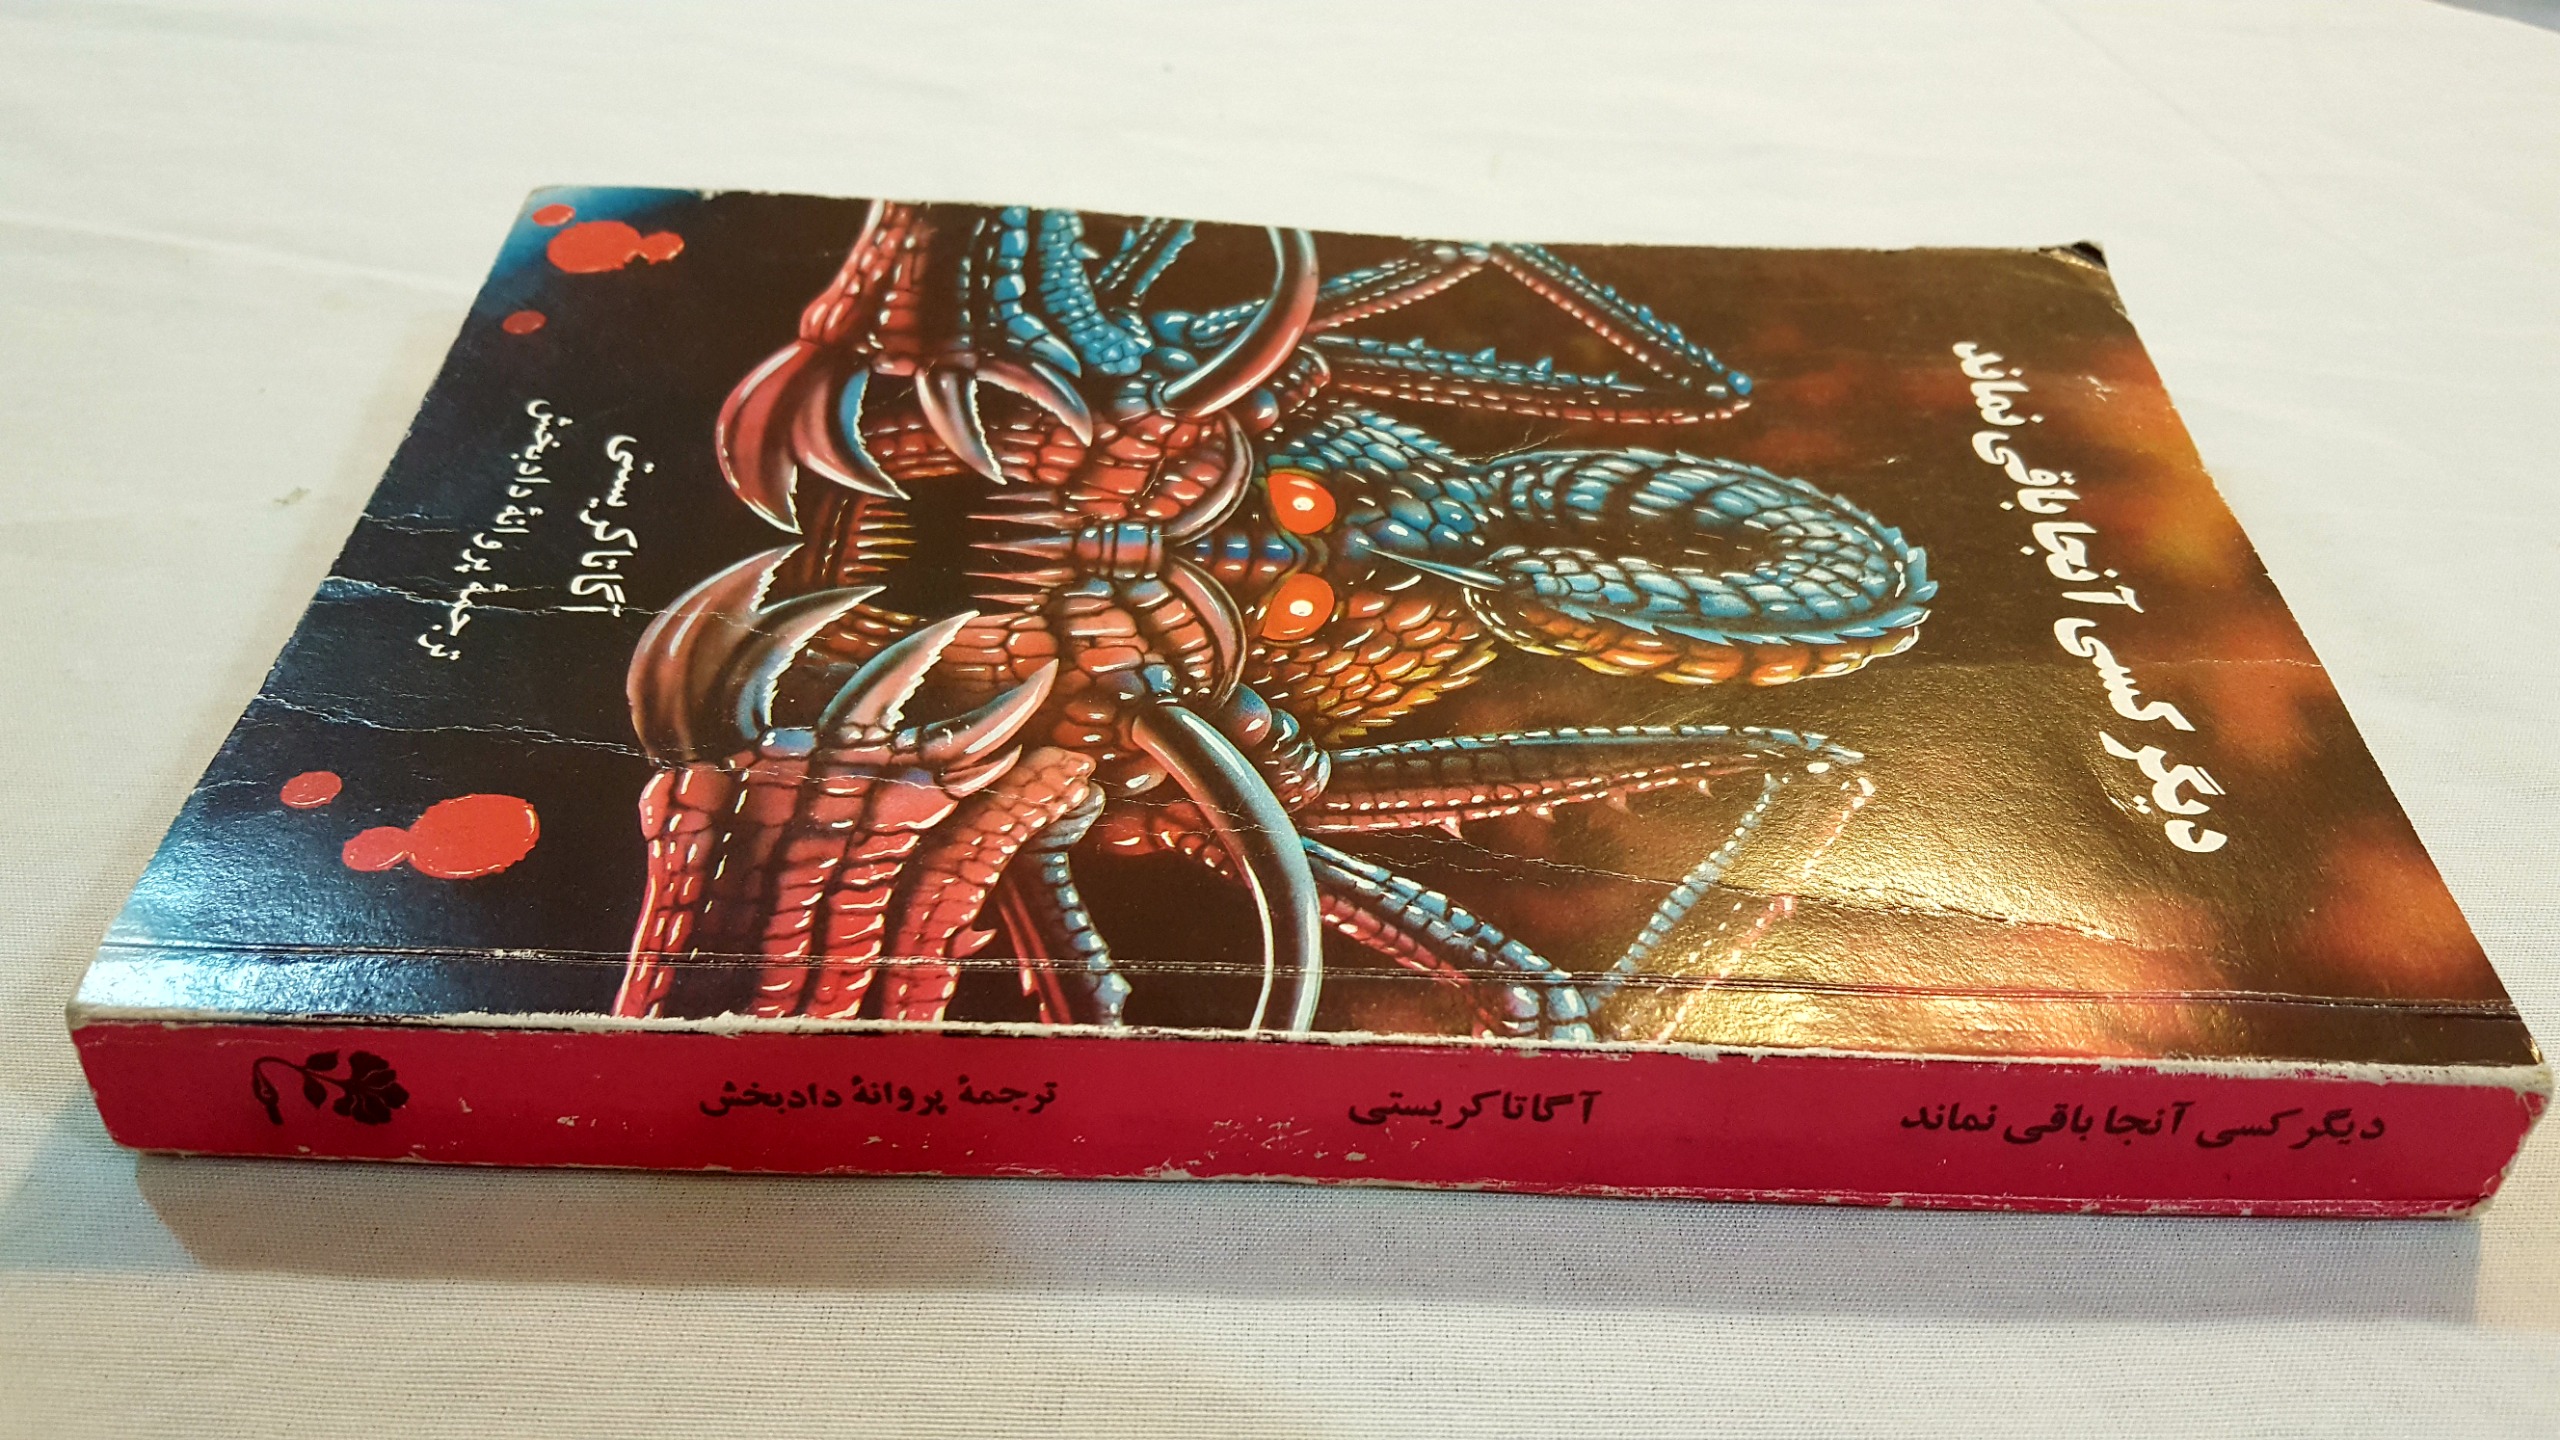 دیگر کسی آنجا باقی نماند
آگاتا کریستی
ترجمهٔ پروانهٔ دادبخش
دیگر کسی آنجا باقی نماند
آگاتا کریستی
ترجمهٔ پروانهٔ دادبخش